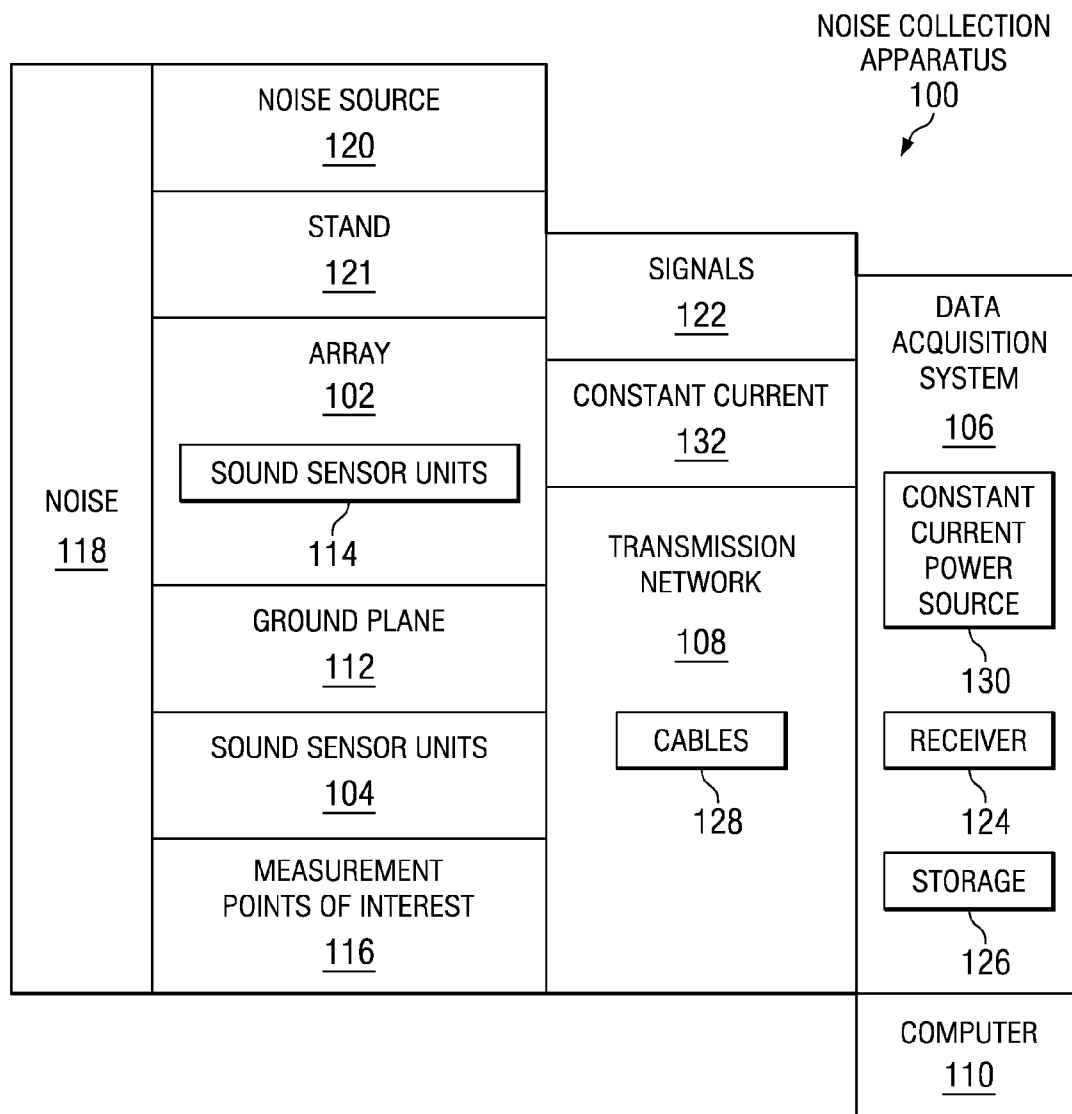 NOISE COLLECTION
APPARATUS
100
NOISE
118
NOISE SOURCE
120
STAND
121
ARRAY
102
SOUND SENSOR UNITS
114
GROUND PLANE
112
SOUND SENSOR UNITS
104
MEASUREMENT
POINTS OF INTEREST
116
SIGNALS
122
CONSTANT CURRENT
132
TRANSMISSION
NETWORK
108
CABLES
128
DATA
ACQUISITION
SYSTEM
106
CONSTANT
CURRENT
POWER
SOURCE
130
RECEIVER
124
STORAGE
126
COMPUTER
110